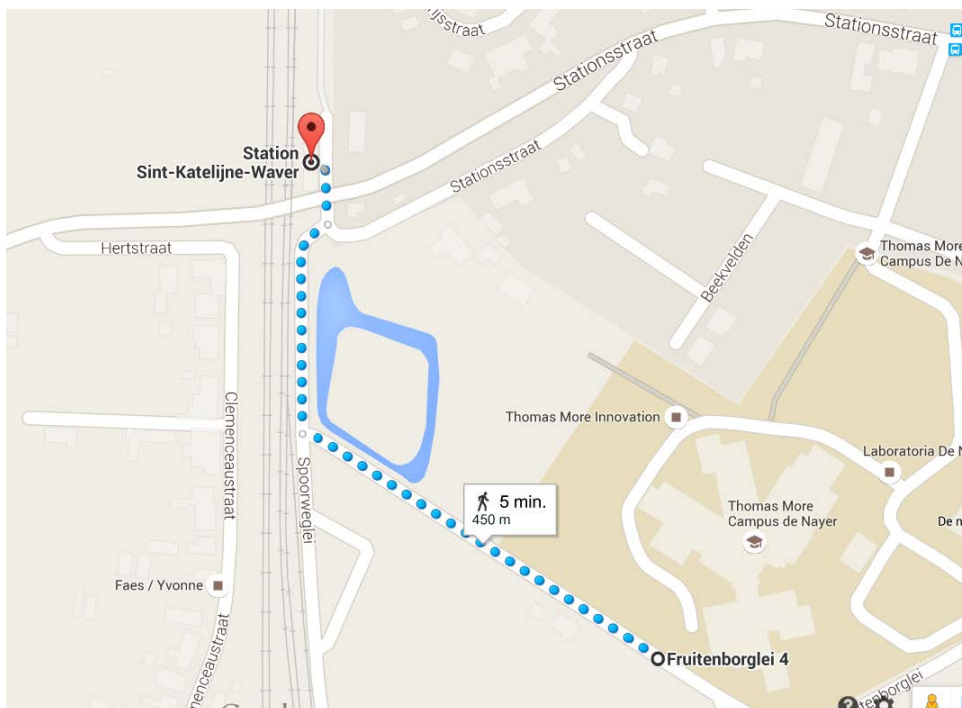 Stationsstraat
Stationsstraat
Station
Sint-Katelijne-Waver
Stationsstraat
Hertstraat
Thomas More
Campus De
Beekvelden
Clemenceaustraat
Thomas More Innovation
Laboratoria De
Spoorweglei
5 min.
450 m
Thomas More
Campus de Nayer
De
Faes / Yvonne
Fruitenborglei 4
?